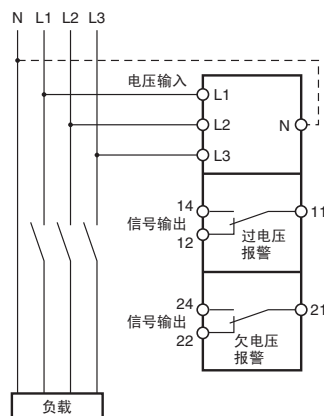 N L1 L2 L3
电压输入
L1
L2
N
L3
14
11
信号输出
12
过电压
报警
24
21
信号输出
22
欠电压
报警
负载